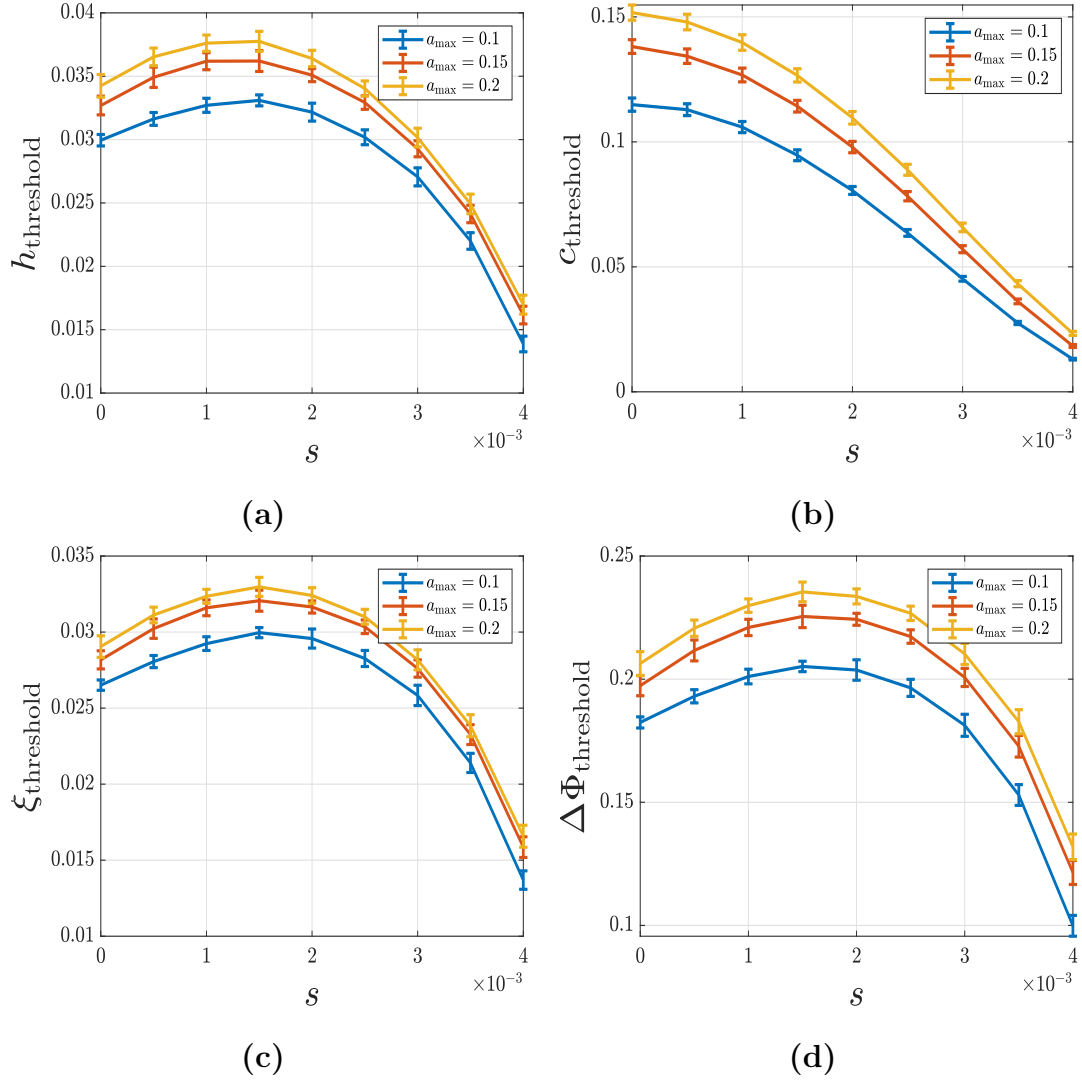 0.04
0.035
0.03
0.025
0.02
0.015
0.01
h_threshold
0 1 2 3 4
×10⁻³
s
a_max = 0.1
a_max = 0.15
a_max = 0.2
(a)
0.15
0.1
0.05
0
c_threshold
0 1 2 3 4
×10⁻³
s
a_max = 0.1
a_max = 0.15
a_max = 0.2
(b)
0.035
0.03
0.025
0.02
0.015
0.01
ξ_threshold
0 1 2 3 4
×10⁻³
s
a_max = 0.1
a_max = 0.15
a_max = 0.2
(c)
0.25
0.2
0.15
0.1
ΔΦ_threshold
0 1 2 3 4
×10⁻³
s
a_max = 0.1
a_max = 0.15
a_max = 0.2
(d)